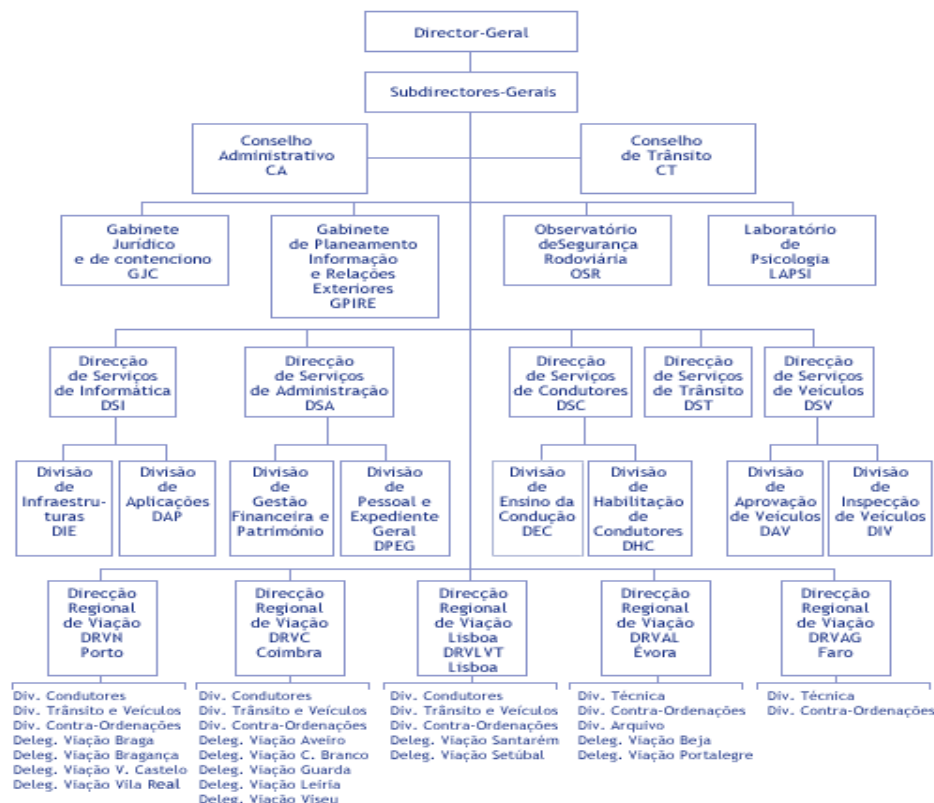 Director-Geral
Subdirectores-Gerais
Conselho
Administrativo
CA
Conselho
de Trânsito
CT
Gabinete
Jurídico
e de contenciono
GJC
Gabinete
de Planeamento
Informação
e Relações
Exteriores
GPIRE
Observatório
deSegurança
Rodoviária
OSR
Laboratório
de
Psicologia
LAPSI
Direcção
de Serviços
de Informática
DSI
Direcção
de Serviços
de Administração
DSA
Direcção
de Serviços
de Condutores
DSC
Direcção
de Serviços
de Trânsito
DST
Direcção
de Serviços
de Veículos
DSV
Divisão
de
Infraestru-
turas
DIE
Divisão
de
Aplicações
DAP
Divisão
de
Gestão
Financeira e
Património
Divisão
de
Pessoal e
Expediente
Geral
DPEG
Divisão
de
Ensino da
Condução
DEC
Divisão
de
Habilitação
de
Condutores
DHC
Divisão
de
Aprovação
de Veículos
DAV
Divisão
de
Inspecção
de Veículos
DIV
Direcção
Regional
de Viação
DRVN
Porto
Direcção
Regional
de Viação
DRVC
Coimbra
Direcção
Regional
de Viação
Lisboa
DRVLVT
Lisboa
Direcção
Regional
de Viação
DRVAL
Évora
Direcção
Regional
de Viação
DRVAG
Faro
Div. Condutores
Div. Trânsito e Veículos
Div. Contra-Ordenações
Deleg. Viação Braga
Deleg. Viação Bragança
Deleg. Viação V. Castelo
Deleg. Viação Vila Real
Div. Condutores
Div. Trânsito e Veículos
Div. Contra-Ordenações
Deleg. Viação Aveiro
Deleg. Viação C. Branco
Deleg. Viação Guarda
Deleg. Viação Leiria
Deleg. Viação Viseu
Div. Condutores
Div. Trânsito e Veículos
Div. Contra-Ordenações
Deleg. Viação Santarém
Deleg. Viação Setúbal
Div. Técnica
Div. Contra-Ordenações
Div. Arquivo
Deleg. Viação Beja
Deleg. Viação Portalegre
Div. Técnica
Div. Contra-Ordenações